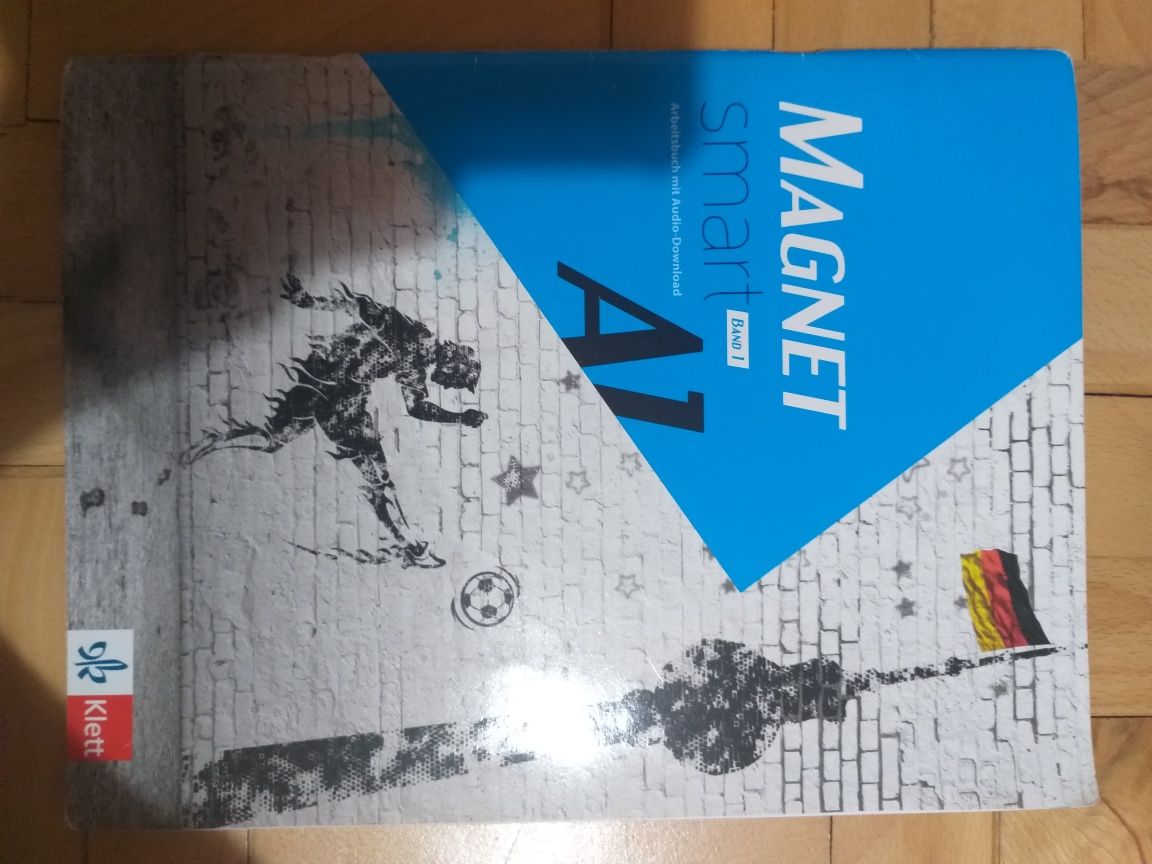 MAGNET
smart BAND 1
Arbeitsbuch mit Audio-Download
A1
Klett